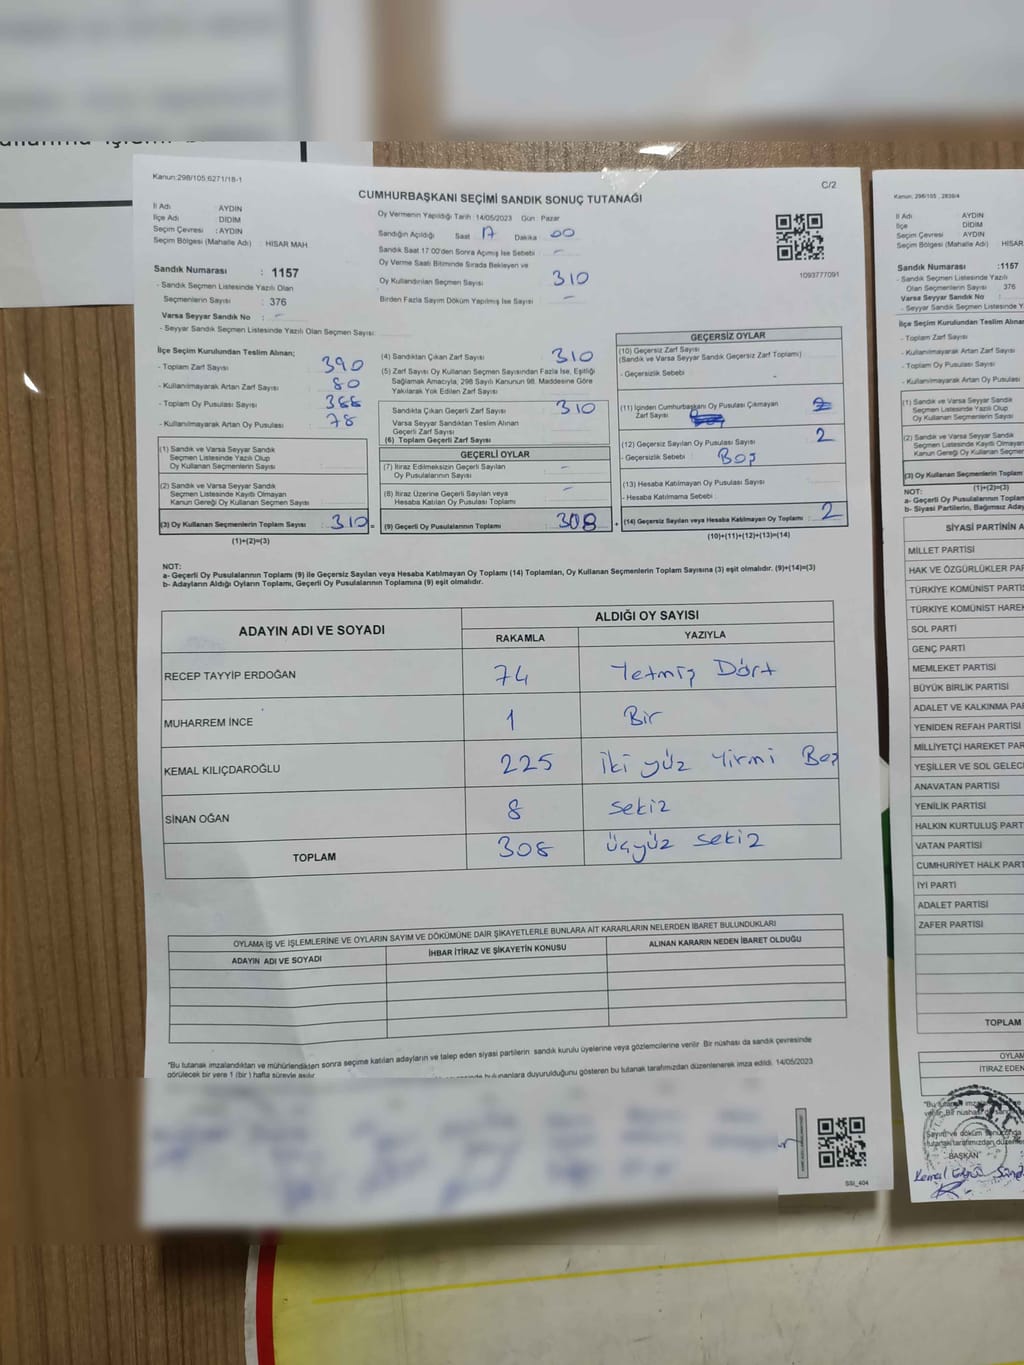 Kanun:298/105,6271/18-1
C/2
CUMHURBAŞKANI SEÇİMİ SANDIK SONUÇ TUTANAĞI
İl Adı : AYDIN
İlçe Adı : DİDİM
Seçim Çevresi : AYDIN
Seçim Bölgesi (Mahalle Adı) : HISAR MAH
Sandık Numarası : 1157
- Sandık Seçmen Listesinde Yazılı Olan
Seçmenlerin Sayısı : 376
Varsa Seyyar Sandık No : -
- Seyyar Sandık Seçmen Listesinde Yazılı Olan Seçmen Sayısı:
Oy Vermenin Yapıldığı Tarih : 14/05/2023 Gün : Pazar
Sandığın Açıldığı Saat 17 Dakika 00
Sandık Saat 17:00'den Sonra Açımış İse Sebebi -
Oy Verme Saati Bitiminde Sırada Bekleyen ve
Oy Kullandırılan Seçmen Sayısı 310
Birden Fazla Sayım Döküm Yapılmış İse Sayısı -
1093777091
İlçe Seçim Kurulundan Teslim Alınan;
- Toplam Zarf Sayısı : 390
- Kullanılmayarak Artan Zarf Sayısı : 80
- Toplam Oy Pusulası Sayısı : 388
- Kullanılmayarak Artan Oy Pusulası : 78
(1) Sandık ve Varsa Seyyar Sandık
Seçmen Listesinde Yazılı Olup
Oy Kullanan Seçmenlerin Sayısı
(2) Sandık ve Varsa Seyyar Sandık
Seçmen Listesinde Kayıtlı Olmayan
Kanun Gereği Oy Kullanan Seçmen Sayısı
(3) Oy Kullanan Seçmenlerin Toplam Sayısı : 310 =
(1)+(2)=(3)
(4) Sandıktan Çıkan Zarf Sayısı 310
(5) Zarf Sayısı Oy Kullanan Seçmen Sayısından Fazla İse, Eşitliği
Sağlamak Amacıyla, 298 Sayılı Kanunun 98. Maddesine Göre
Yakılarak Yok Edilen Zarf Sayısı
Sandıkta Çıkan Geçerli Zarf Sayısı 310
Varsa Seyyar Sandıktan Teslim Alınan
Geçerli Zarf Sayısı
(6) Toplam Geçerli Zarf Sayısı
GEÇERLİ OYLAR
(7) İtiraz Edilmeksizin Geçerli Sayılan
Oy Pusulalarının Sayısı -
(8) İtiraz Üzerine Geçerli Sayılan veya
Hesaba Katılan Oy Pusulası Sayısı -
(9) Geçerli Oy Pusulalarının Toplamı 308 +
GEÇERSİZ OYLAR
(10) Geçersiz Zarf Sayısı
(Sandık ve Varsa Seyyar Sandık Geçersiz Zarf Toplamı)
- Geçersizlik Sebebi :
(11) İçinden Cumhurbaşkanı Oy Pusulası Çıkmayan
Zarf Sayısı
(12) Geçersiz Sayılan Oy Pusulası Sayısı : 2
- Geçersizlik Sebebi : Boş
(13) Hesaba Katılmayan Oy Pusulası Sayısı
- Hesaba Katılmama Sebebi :
(14) Geçersiz Sayılan veya Hesaba Katılmayan Oy Toplamı : 2
(10)+(11)+(12)+(13)=(14)
NOT:
a- Geçerli Oy Pusulalarının Toplamı (9) ile Geçersiz Sayılan veya Hesaba Katılmayan Oy Toplamı (14) Toplamları, Oy Kullanan Seçmenlerin Toplam Sayısına (3) eşit olmalıdır. (9)+(14)=(3)
b- Adayların Aldığı Oyların Toplamı, Geçerli Oy Pusulalarının Toplamına (9) eşit olmalıdır.
ADAYIN ADI VE SOYADI
ALDIĞI OY SAYISI
RAKAMLA YAZIYLA
RECEP TAYYİP ERDOĞAN 74 Yetmiş Dört
MUHARREM İNCE 1 Bir
KEMAL KILIÇDAROĞLU 225 iki yüz Yirmi Beş
SİNAN OĞAN 8 sekiz
TOPLAM 308 üçyüz sekiz
OYLAMA İŞ VE İŞLEMLERİNE VE OYLARIN SAYIM VE DÖKÜMÜNE DAİR ŞİKAYETLERLE BUNLARA AİT KARARLARIN NELERDEN İBARET BULUNDUKLARI
ADAYIN ADI VE SOYADI İHBAR İTİRAZ VE ŞİKAYETİN KONUSU ALINAN KARARIN NEDEN İBARET OLDUĞU
"Bu tutanak imzalandıktan ve mühürlendikten sonra seçime katılan adayların ve talep eden siyasi partilerin sandık kurulu üyelerine veya gözlemcilerine verilir. Bir nüshası da sandık çevresinde
görülecek bir yere 1 (bir) hafta süreyle asılır.
bulunanlara duyurulduğunu gösteren bu tutanak tarafımızdan düzenlenerek imza edildi. 14/05/2023
SSI_404
Kanun: 298/105 , 2839/4
İl Adı : AYDIN
İlçe : DİDİM
Seçim Çevresi : AYDIN
Seçim Bölgesi (Mahalle Adı) : HISAR
Sandık Numarası :1157
- Sandık Seçmen Listesinde Yazılı
Olan Seçmenlerin Sayısı : 376
Varsa Seyyar Sandık No :
- Seyyar Sandık Seçmen Listesinde Yazılı
İlçe Seçim Kurulundan Teslim Alınan
- Toplam Zarf Sayısı
- Kullanılmayarak Artan Zarf Sayısı
- Toplam Oy Pusulası Sayısı
- Kullanılmayarak Artan Oy Pusulası
(1) Sandık ve Varsa Seyyar Sandık
Seçmen Listesinde Yazılı Olup
Oy Kullanan Seçmenlerin Sayısı
(2) Sandık ve Varsa Seyyar Sandık
Seçmen Listesinde Kayıtlı Olmayan
Kanun Gereği Oy Kullanan Seçmen
(3) Oy Kullanan Seçmenlerin Toplam
(1)+(2)=(3)
NOT:
a- Geçerli Oy Pusulalarının Toplam
b- Siyasi Partilerin, Bağımsız Aday
SİYASİ PARTİNİN A
MİLLET PARTİSİ
HAK VE ÖZGÜRLÜKLER PAR
TÜRKİYE KOMÜNİST PARTİS
TÜRKİYE KOMÜNİST HAREK
SOL PARTİ
GENÇ PARTİ
MEMLEKET PARTİSİ
BÜYÜK BİRLİK PARTİSİ
ADALET VE KALKINMA PAR
YENİDEN REFAH PARTİSİ
MİLLİYETÇİ HAREKET PAR
YEŞİLLER VE SOL GELECE
ANAVATAN PARTİSİ
YENİLİK PARTİSİ
HALKIN KURTULUŞ PART
VATAN PARTİSİ
CUMHURİYET HALK PART
İYİ PARTİ
ADALET PARTİSİ
ZAFER PARTİSİ
TOPLAM
OYLAM
İTİRAZ EDEN
BAŞKAN